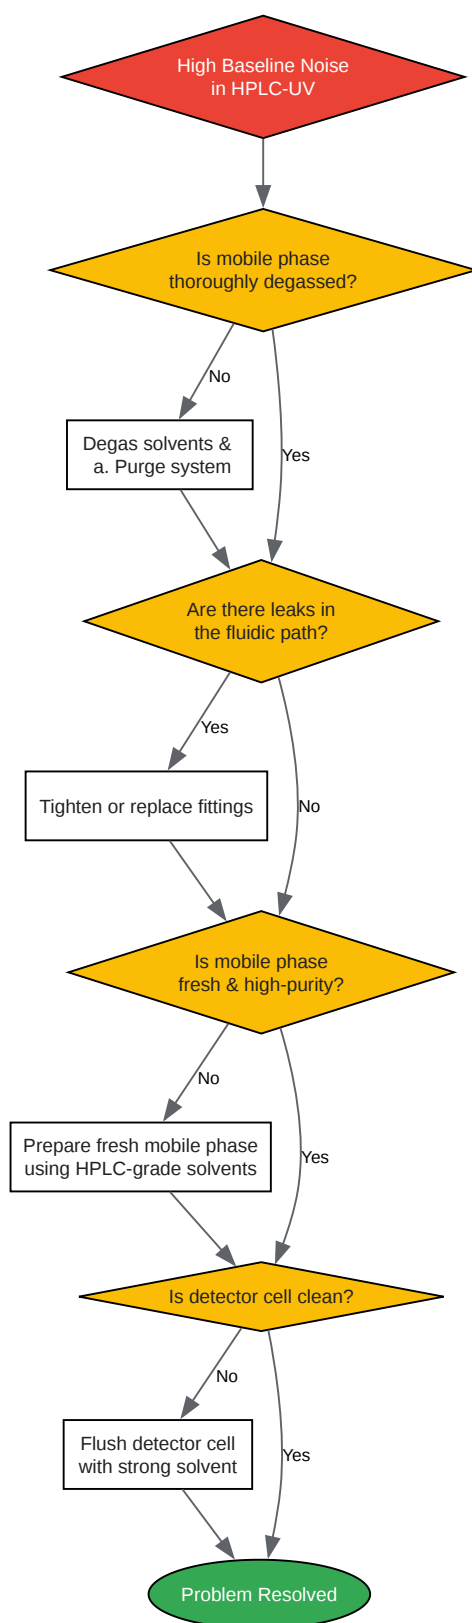 High Baseline Noise
in HPLC-UV
Is mobile phase
thoroughly degassed?
No
Yes
Degas solvents &
a. Purge system
Are there leaks in
the fluidic path?
Yes
No
Tighten or replace fittings
Is mobile phase
fresh & high-purity?
No
Yes
Prepare fresh mobile phase
using HPLC-grade solvents
Is detector cell clean?
No
Yes
Flush detector cell
with strong solvent
Problem Resolved